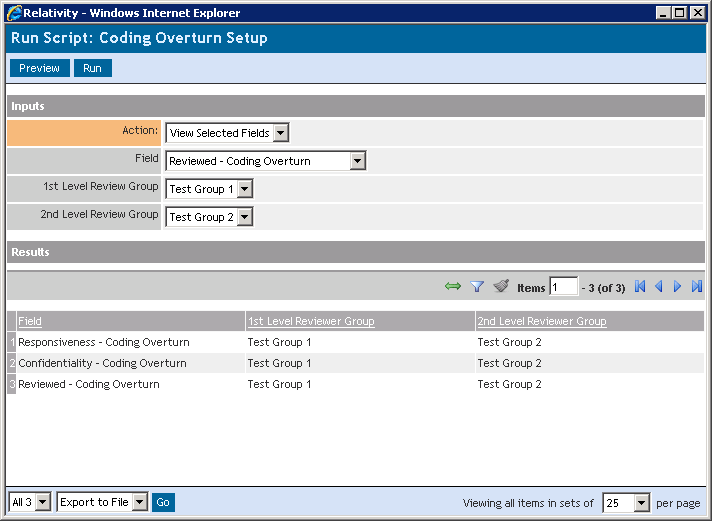 Relativity - Windows Internet Explorer
Run Script: Coding Overturn Setup
Preview Run
Inputs
Action: View Selected Fields
Field Reviewed - Coding Overturn
1st Level Review Group Test Group 1
2nd Level Review Group Test Group 2
Results
Items 1 - 3 (of 3)
Field 1st Level Reviewer Group 2nd Level Reviewer Group
1 Responsiveness - Coding Overturn Test Group 1 Test Group 2
2 Confidentiality - Coding Overturn Test Group 1 Test Group 2
3 Reviewed - Coding Overturn Test Group 1 Test Group 2
All 3 Export to File Go Viewing all items in sets of 25 per page